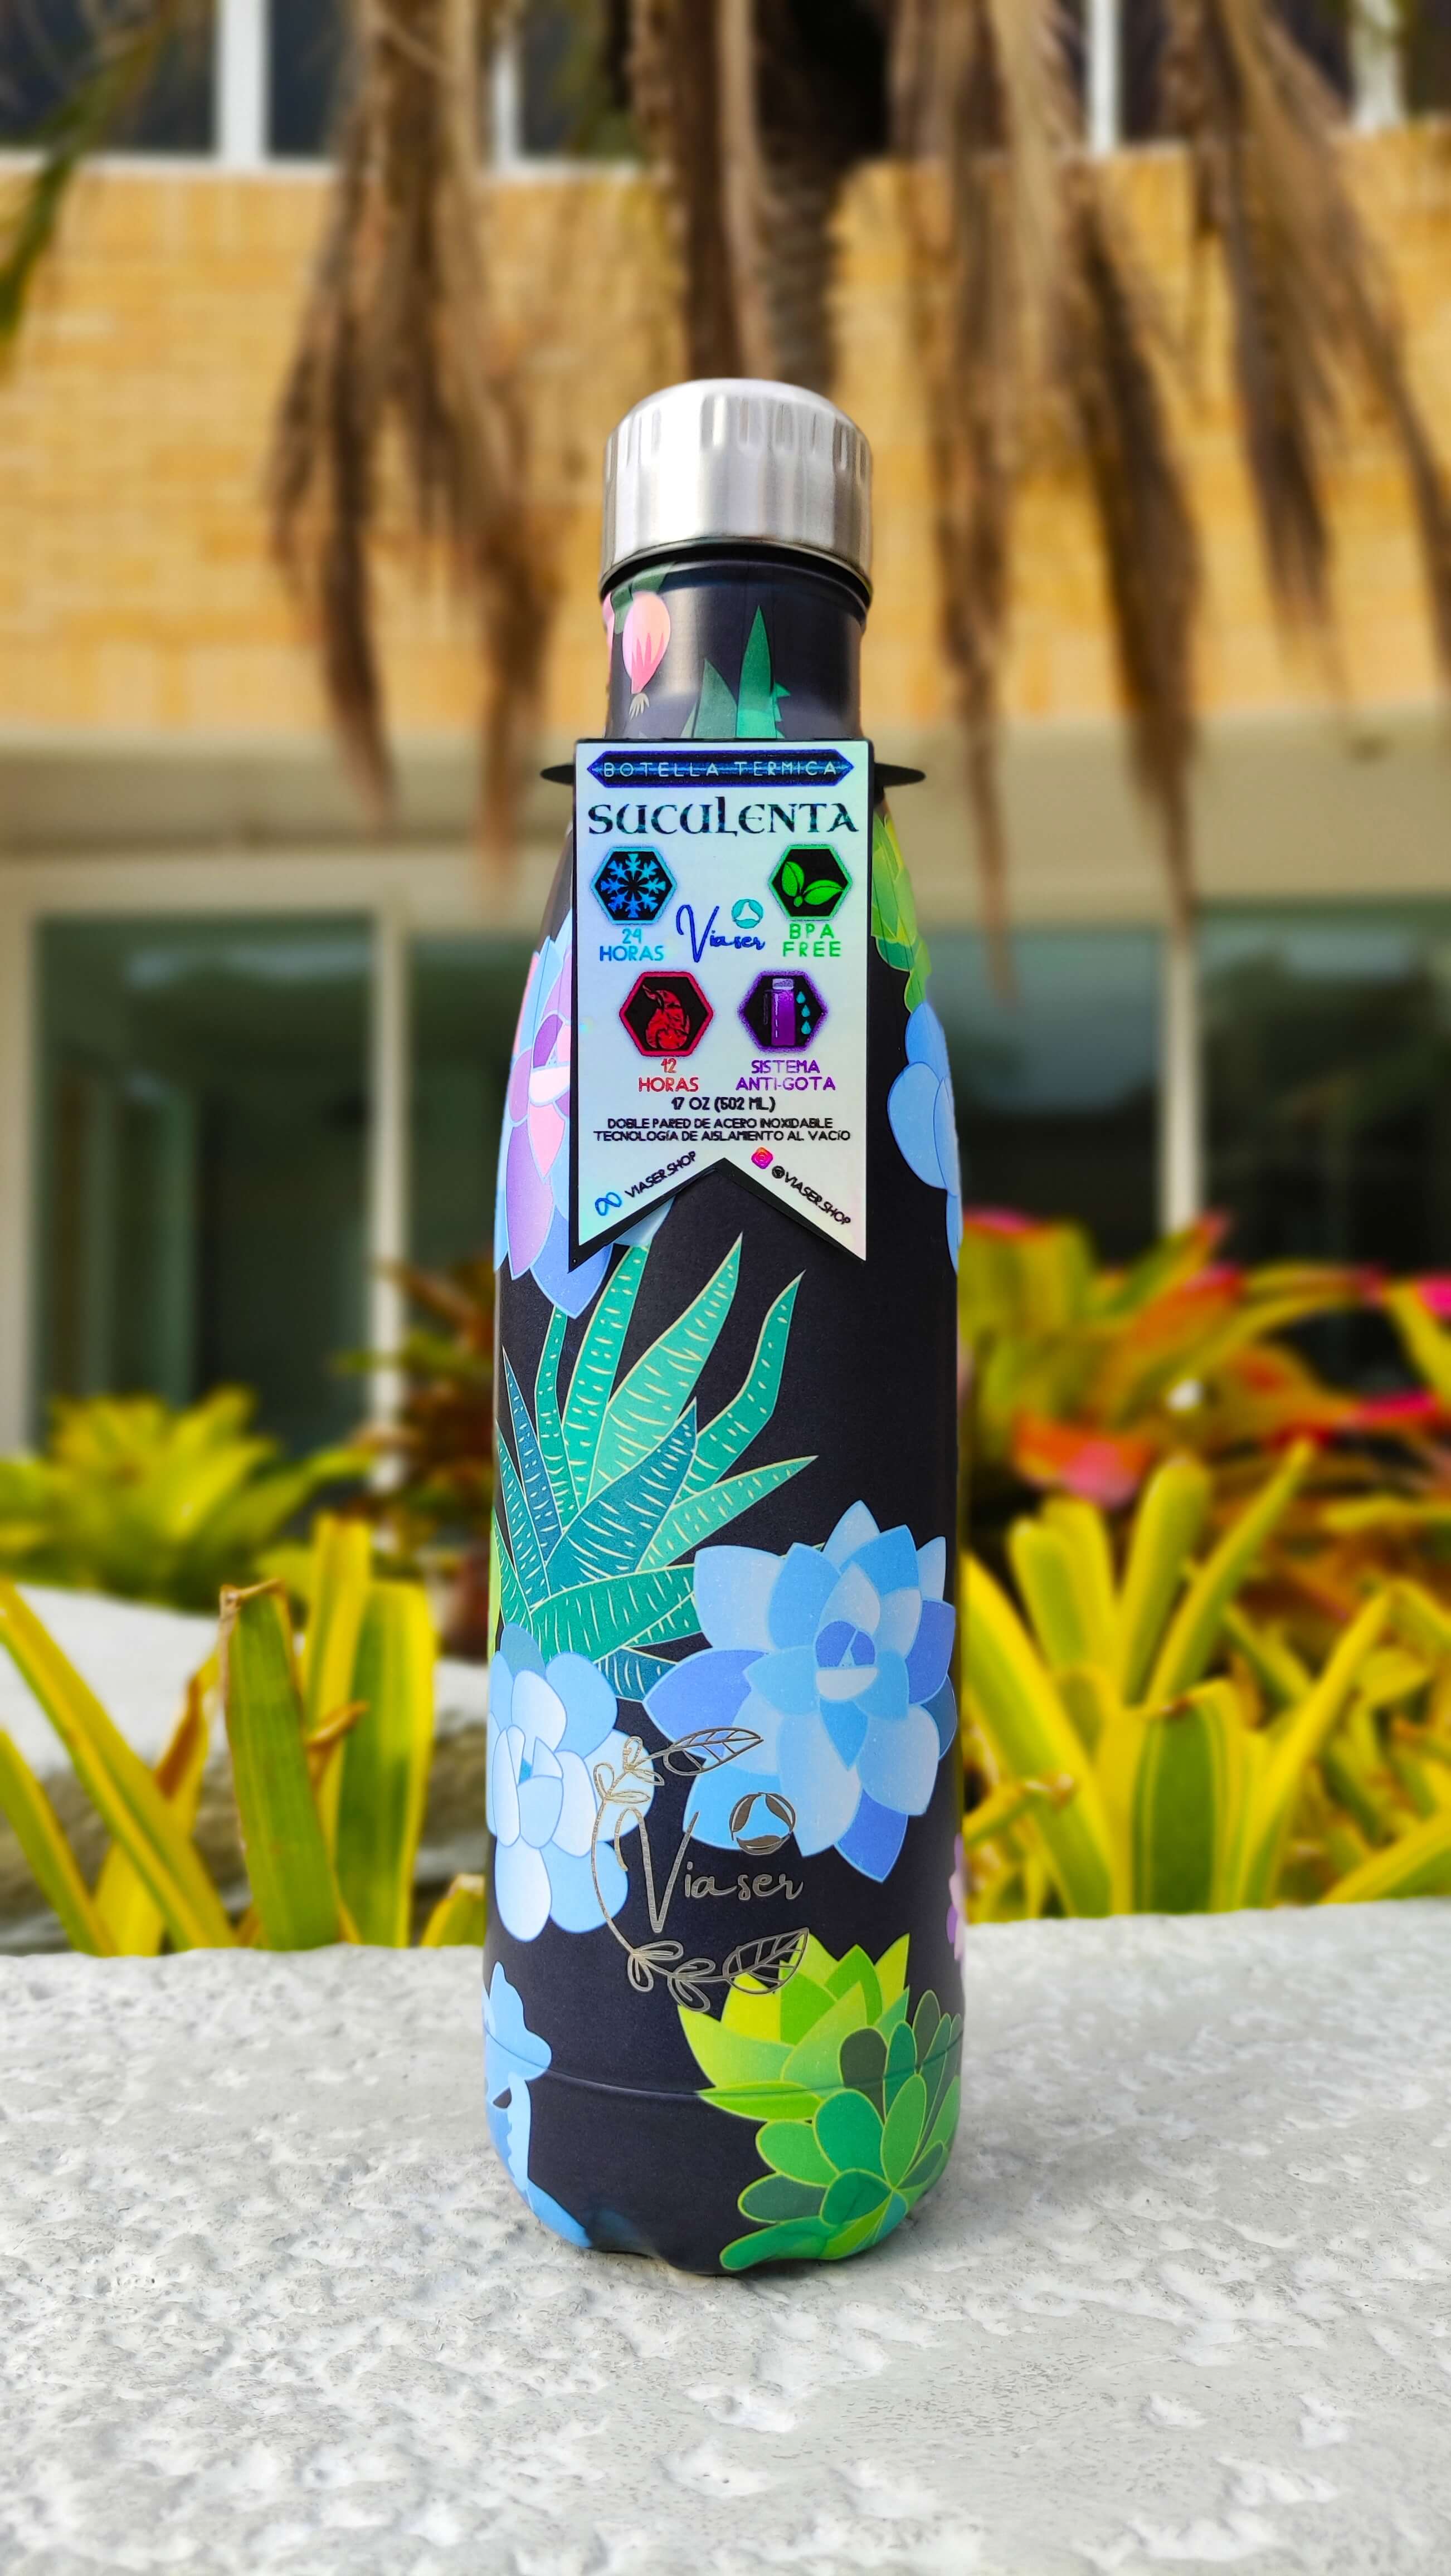 BOTELLA TERMICA
SUCULENTA
24
HORAS
Viaser
BPA
FREE
12
HORAS
SISTEMA
ANTI-GOTA
17 OZ (502 ML)
DOBLE PARED DE ACERO INOXIDABLE
TECNOLOGÍA DE AISLAMIENTO AL VACÍO
VIASER.SHOP
@VIASER.SHOP
Viaser